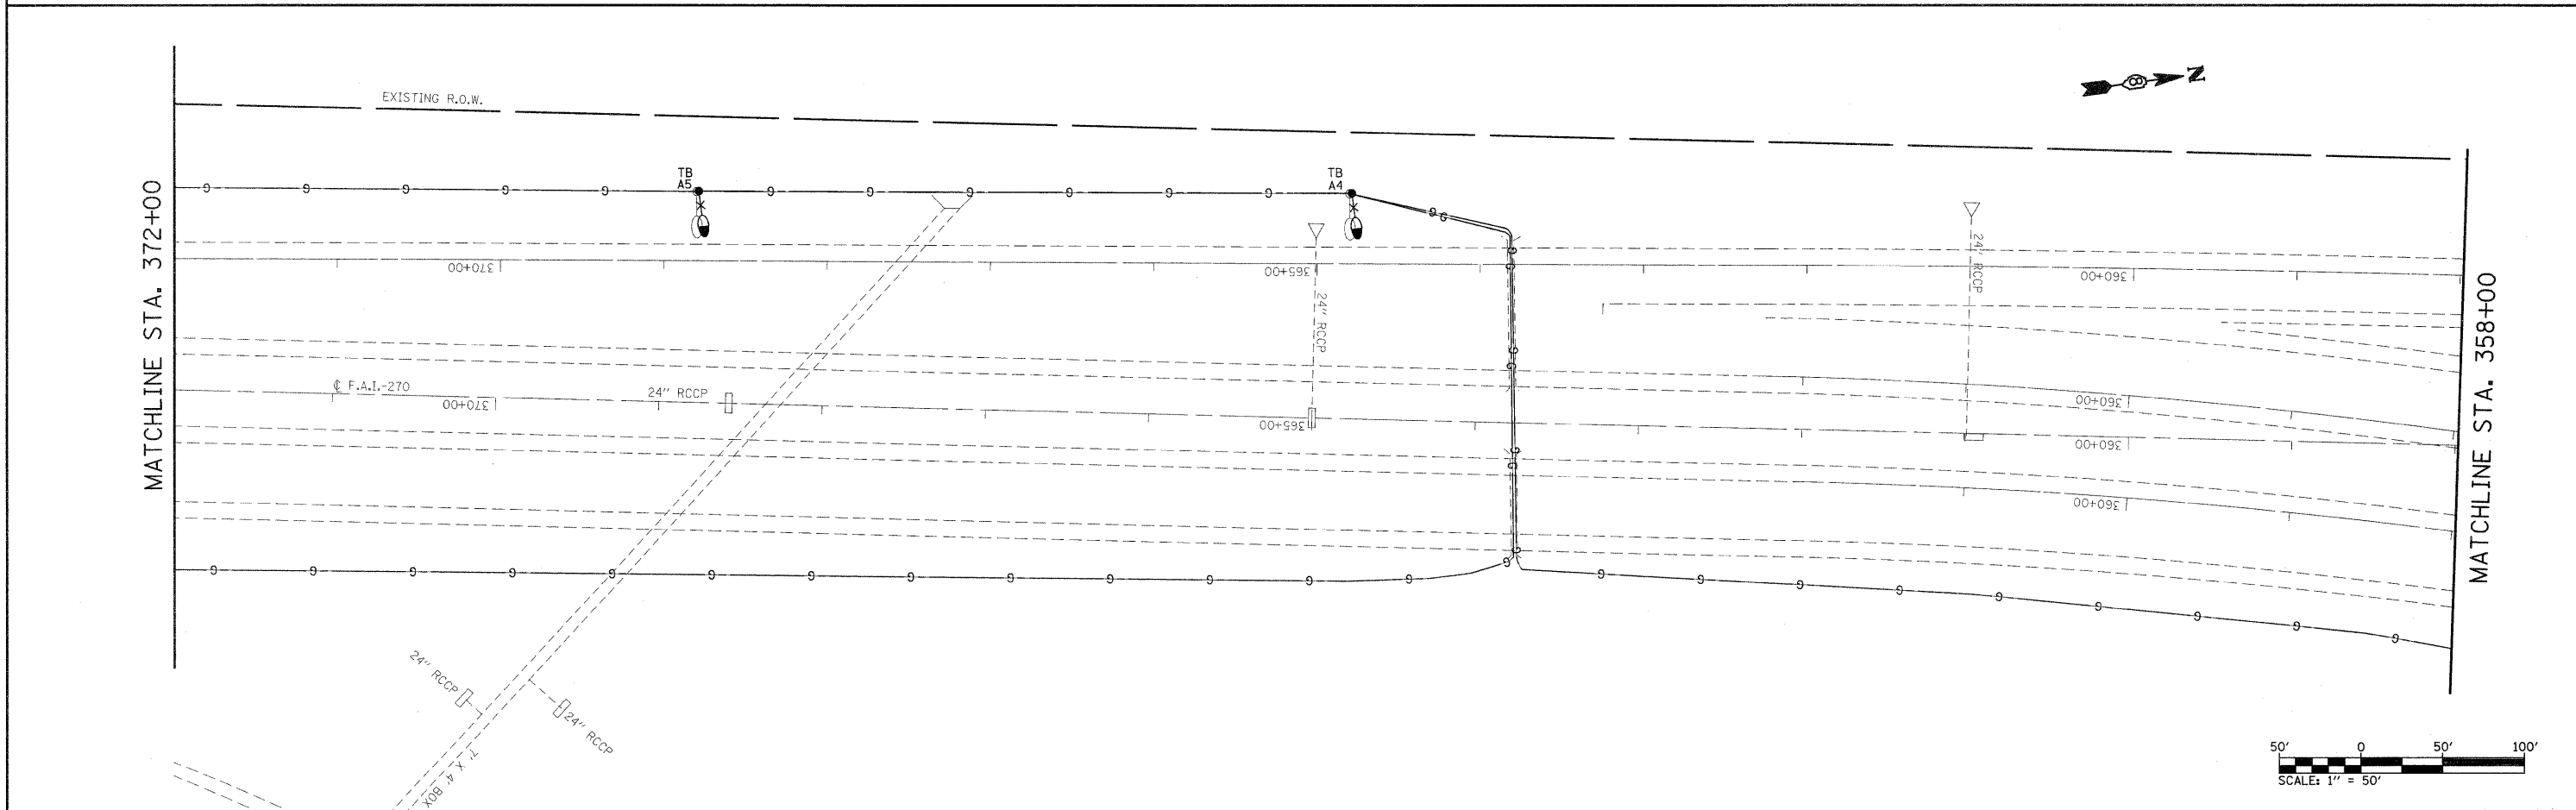 N
EXISTING R.O.W.
MATCHLINE STA. 372+00
MATCHLINE STA. 358+00
TB
A5
TB
A4
370+00
365+00
360+00
24" RCCP
24" RCCP
℄ F.A.I.-270
24" RCCP
370+00
365+00
360+00
360+00
360+00
24" RCCP
24" RCCP
7' X 4' BOX
50' 0 50' 100'
SCALE: 1" = 50'
G G G G G G G G G G G G G
G G G G G G G G
G G G G G G G G G G G G G G
G G G G G G G G G